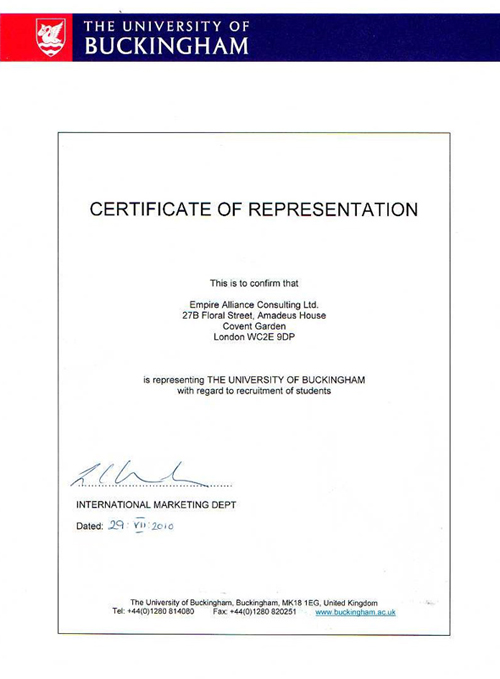 THE UNIVERSITY OF
BUCKINGHAM
CERTIFICATE OF REPRESENTATION
This is to confirm that
Empire Alliance Consulting Ltd.
27B Floral Street, Amadeus House
Covent Garden
London WC2E 9DP
is representing THE UNIVERSITY OF BUCKINGHAM
with regard to recruitment of students
INTERNATIONAL MARKETING DEPT
Dated: 29 : VII : 2010
The University of Buckingham, Buckingham, MK18 1EG, United Kingdom
Tel: +44(0)1280 814080 Fax: +44(0)1280 820251 www.buckingham.ac.uk